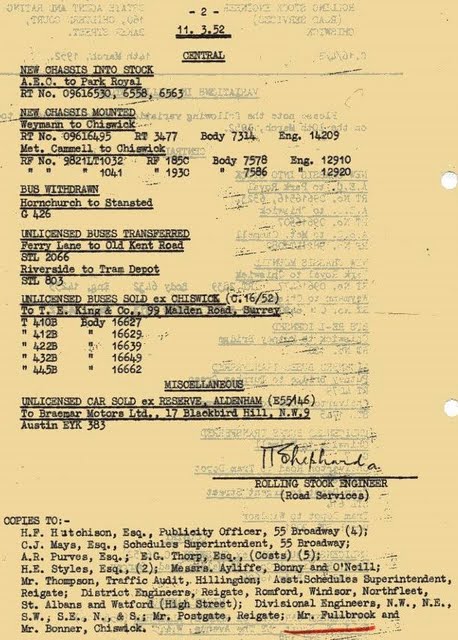 - 2 -
11. 3.52
CENTRAL
NEW CHASSIS INTO STOCK
A.E.C. to Park Royal
RT No. 09616530, 6558, 6563
NEW CHASSIS MOUNTED
Weymann to Chiswick
RT No. 09616495 RT 3477 Body 7314 Eng. 14209
Met. Cammell to Chiswick
RF No. 9821LT1032 RF 185C Body 7578 Eng. 12910
" " 1041 " 193C " 7586 " 12920
BUS WITHDRAWN
Hornchurch to Stansted
G 426
UNLICENSED BUSES TRANSFERRED
Ferry Lane to Old Kent Road
STL 2066
Riverside to Tram Depot
STL 803
UNLICENSED BUSES SOLD ex CHISWICK (C.16/52)
To T. E. King & Co., 99 Malden Road, Surrey
T 410B Body 16627
" 412B " 16629
" 422B " 16639
" 432B " 16649
" 445B " 16662
MISCELLANEOUS
UNLICENSED CAR SOLD ex RESERVE, ALDENHAM (E55146)
To Braemar Motors Ltd., 17 Blackbird Hill, N.W.9
Austin EYK 383
ROLLING STOCK ENGINEER
(Road Services)
COPIES TO:-
H.F. Hutchison, Esq., Publicity Officer, 55 Broadway (4);
C.J. Mays, Esq., Schedules Superintendent, 55 Broadway;
A.R. Purves, Esq.; E.G. Thorp, Esq., (Costs) (5);
H.E. Styles, Esq., (2); Messrs. Ayliffe, Bonny and O'Neill;
Mr. Thompson, Traffic Audit, Hillingdon; Asst.Schedules Superintendent,
Reigate; District Engineers, Reigate, Romford, Windsor, Northfleet,
St. Albans and Watford (High Street); Divisional Engineers, N.W., N.E.,
S.W., S.E., N., & S.; Mr. Postgate, Reigate; Mr. Fullbrook and
Mr. Bonner, Chiswick.